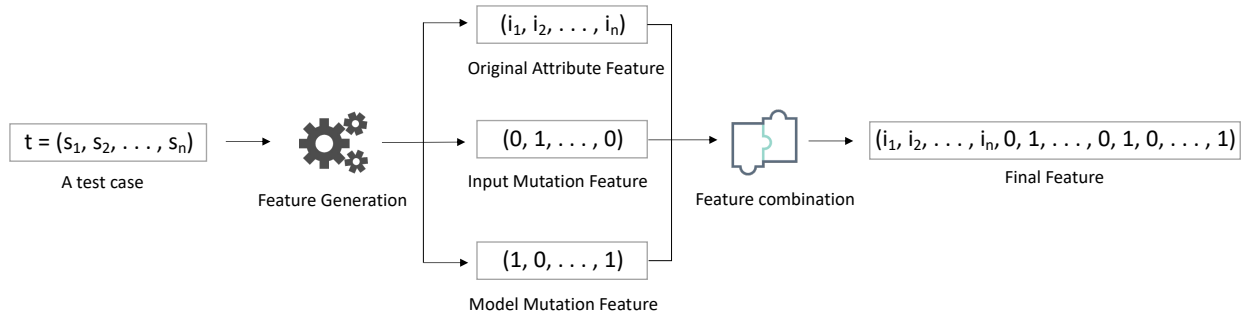 t = (s₁, s₂, . . . , sₙ)
A test case
Feature Generation
(i₁, i₂, . . . , iₙ)
Original Attribute Feature
(0, 1, . . . , 0)
Input Mutation Feature
(1, 0, . . . , 1)
Model Mutation Feature
Feature combination
(i₁, i₂, . . . , iₙ, 0, 1, . . . , 0, 1, 0, . . . , 1)
Final Feature